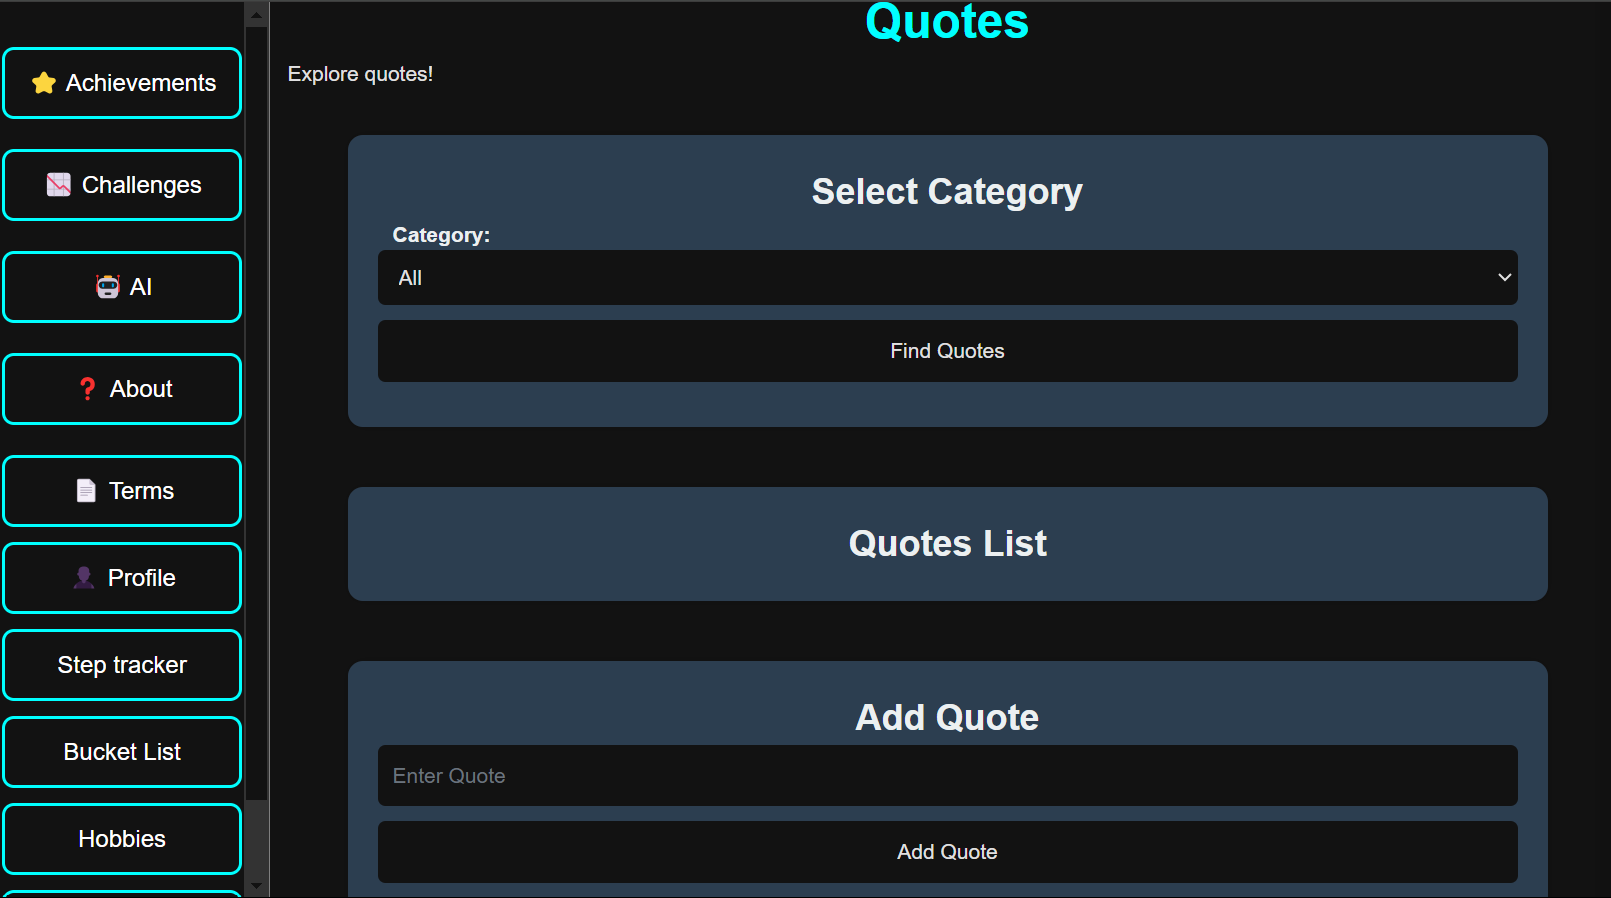 Achievements
Challenges
AI
About
Terms
Profile
Step tracker
Bucket List
Hobbies
Quotes
Explore quotes!
Select Category
Category:
All
Find Quotes
Quotes List
Add Quote
Enter Quote
Add Quote